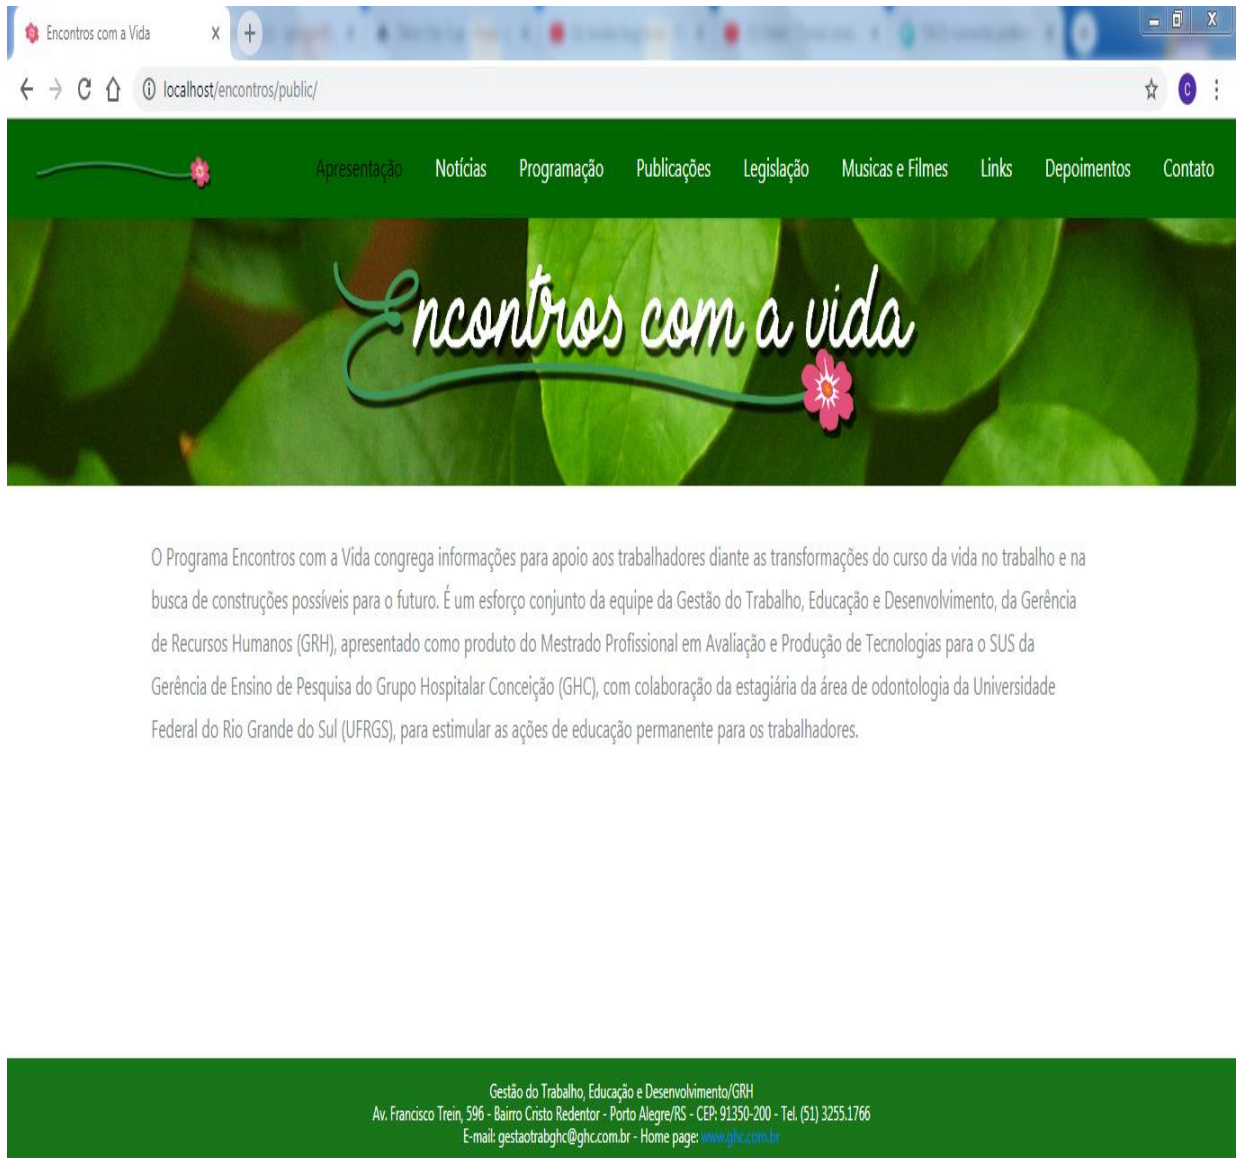 Encontros com a Vida
localhost/encontros/public/
C
Apresentação Notícias Programação Publicações Legislação Musicas e Filmes Links Depoimentos Contato
Encontros com a vida
O Programa Encontros com a Vida congrega informações para apoio aos trabalhadores diante as transformações do curso da vida no trabalho e na
busca de construções possíveis para o futuro. É um esforço conjunto da equipe da Gestão do Trabalho, Educação e Desenvolvimento, da Gerência
de Recursos Humanos (GRH), apresentado como produto do Mestrado Profissional em Avaliação e Produção de Tecnologias para o SUS da
Gerência de Ensino de Pesquisa do Grupo Hospitalar Conceição (GHC), com colaboração da estagiária da área de odontologia da Universidade
Federal do Rio Grande do Sul (UFRGS), para estimular as ações de educação permanente para os trabalhadores.
Gestão do Trabalho, Educação e Desenvolvimento/GRH
Av. Francisco Trein, 596 - Bairro Cristo Redentor - Porto Alegre/RS - CEP: 91350-200 - Tel. (51) 3255.1766
E-mail: gestaotrabghc@ghc.com.br - Home page: www.ghc.com.br